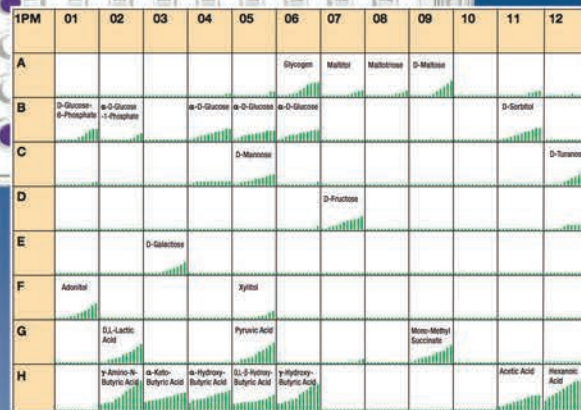 1PM 01 02 03 04 05 06 07 08 09 10 11 12
A Glycogen Maltitol Maltotriose D-Maltose
B D-Glucose- α-D-Glucose α-D-Glucose α-D-Glucose α-D-Glucose D-Sorbitol
6-Phosphate -1-Phosphate
C D-Mannose D-Turanose
D D-Fructose
E D-Galactose
F Adonitol Xylitol
G D,L-Lactic Pyruvic Acid Mono-Methyl
Acid Succinate
H γ-Amino-N- α-Keto- α-Hydroxy- D,L-β-Hydroxy- γ-Hydroxy- Acetic Acid Hexanoic
Butyric Acid Butyric Acid Butyric Acid Butyric Acid Butyric Acid Acid